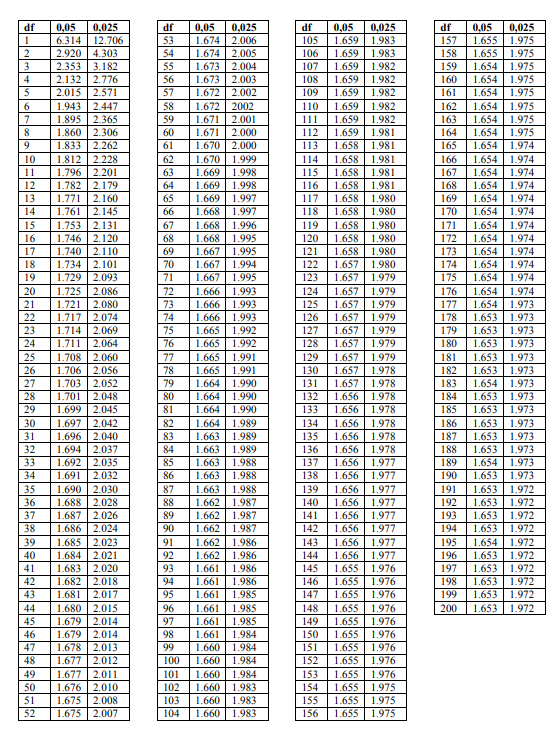 df 0,05 0,025
1 6.314 12.706
2 2.920 4.303
3 2.353 3.182
4 2.132 2.776
5 2.015 2.571
6 1.943 2.447
7 1.895 2.365
8 1.860 2.306
9 1.833 2.262
10 1.812 2.228
11 1.796 2.201
12 1.782 2.179
13 1.771 2.160
14 1.761 2.145
15 1.753 2.131
16 1.746 2.120
17 1.740 2.110
18 1.734 2.101
19 1.729 2.093
20 1.725 2.086
21 1.721 2.080
22 1.717 2.074
23 1.714 2.069
24 1.711 2.064
25 1.708 2.060
26 1.706 2.056
27 1.703 2.052
28 1.701 2.048
29 1.699 2.045
30 1.697 2.042
31 1.696 2.040
32 1.694 2.037
33 1.692 2.035
34 1.691 2.032
35 1.690 2.030
36 1.688 2.028
37 1.687 2.026
38 1.686 2.024
39 1.685 2.023
40 1.684 2.021
41 1.683 2.020
42 1.682 2.018
43 1.681 2.017
44 1.680 2.015
45 1.679 2.014
46 1.679 2.014
47 1.678 2.013
48 1.677 2.012
49 1.677 2.011
50 1.676 2.010
51 1.675 2.008
52 1.675 2.007
df 0,05 0,025
53 1.674 2.006
54 1.674 2.005
55 1.673 2.004
56 1.673 2.003
57 1.672 2.002
58 1.672 2002
59 1.671 2.001
60 1.671 2.000
61 1.670 2.000
62 1.670 1.999
63 1.669 1.998
64 1.669 1.998
65 1.669 1.997
66 1.668 1.997
67 1.668 1.996
68 1.668 1.995
69 1.667 1.995
70 1.667 1.994
71 1.667 1.995
72 1.666 1.993
73 1.666 1.993
74 1.666 1.993
75 1.665 1.992
76 1.665 1.992
77 1.665 1.991
78 1.665 1.991
79 1.664 1.990
80 1.664 1.990
81 1.664 1.990
82 1.664 1.989
83 1.663 1.989
84 1.663 1.989
85 1.663 1.988
86 1.663 1.988
87 1.663 1.988
88 1.662 1.987
89 1.662 1.987
90 1.662 1.987
91 1.662 1.986
92 1.662 1.986
93 1.661 1.986
94 1.661 1.986
95 1.661 1.985
96 1.661 1.985
97 1.661 1.985
98 1.661 1.984
99 1.660 1.984
100 1.660 1.984
101 1.660 1.984
102 1.660 1.983
103 1.660 1.983
104 1.660 1.983
df 0,05 0,025
105 1.659 1.983
106 1.659 1.983
107 1.659 1.982
108 1.659 1.982
109 1.659 1.982
110 1.659 1.982
111 1.659 1.982
112 1.659 1.981
113 1.658 1.981
114 1.658 1.981
115 1.658 1.981
116 1.658 1.981
117 1.658 1.980
118 1.658 1.980
119 1.658 1.980
120 1.658 1.980
121 1.658 1.980
122 1.657 1.980
123 1.657 1.979
124 1.657 1.979
125 1.657 1.979
126 1.657 1.979
127 1.657 1.979
128 1.657 1.979
129 1.657 1.979
130 1.657 1.978
131 1.657 1.978
132 1.656 1.978
133 1.656 1.978
134 1.656 1.978
135 1.656 1.978
136 1.656 1.978
137 1.656 1.977
138 1.656 1.977
139 1.656 1.977
140 1.656 1.977
141 1.656 1.977
142 1.656 1.977
143 1.656 1.977
144 1.656 1.977
145 1.655 1.976
146 1.655 1.976
147 1.655 1.976
148 1.655 1.976
149 1.655 1.976
150 1.655 1.976
151 1.655 1.976
152 1.655 1.976
153 1.655 1.976
154 1.655 1.975
155 1.655 1.975
156 1.655 1.975
df 0,05 0,025
157 1.655 1.975
158 1.655 1.975
159 1.654 1.975
160 1.654 1.975
161 1.654 1.975
162 1.654 1.975
163 1.654 1.975
164 1.654 1.975
165 1.654 1.974
166 1.654 1.974
167 1.654 1.974
168 1.654 1.974
169 1.654 1.974
170 1.654 1.974
171 1.654 1.974
172 1.654 1.974
173 1.654 1.974
174 1.654 1.974
175 1.654 1.974
176 1.654 1.974
177 1.654 1.973
178 1.653 1.973
179 1.653 1.973
180 1.653 1.973
181 1.653 1.973
182 1.653 1.973
183 1.654 1.973
184 1.653 1.973
185 1.653 1.973
186 1.653 1.973
187 1.653 1.973
188 1.653 1.973
189 1.654 1.973
190 1.653 1.973
191 1.653 1.972
192 1.653 1.972
193 1.653 1.972
194 1.653 1.972
195 1.654 1.972
196 1.653 1.972
197 1.653 1.972
198 1.653 1.972
199 1.653 1.972
200 1.653 1.972